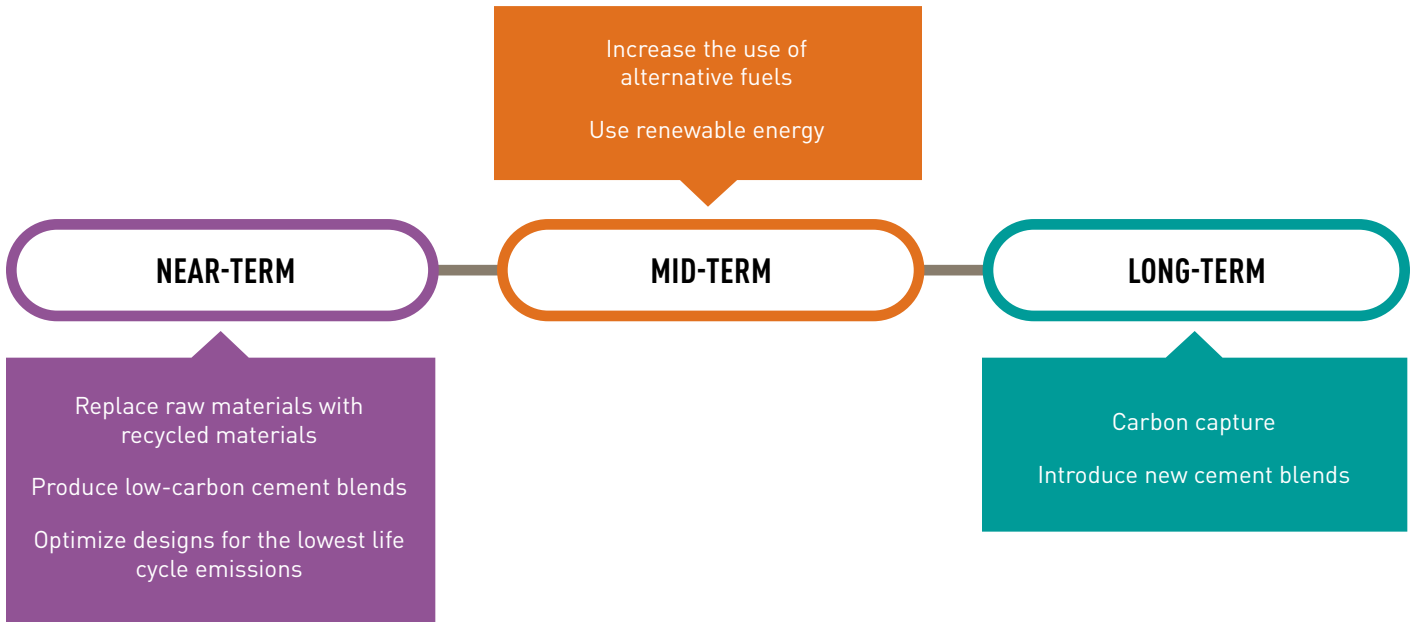 Increase the use of
alternative fuels
Use renewable energy
NEAR-TERM
MID-TERM
LONG-TERM
Replace raw materials with
recycled materials
Produce low-carbon cement blends
Optimize designs for the lowest life
cycle emissions
Carbon capture
Introduce new cement blends